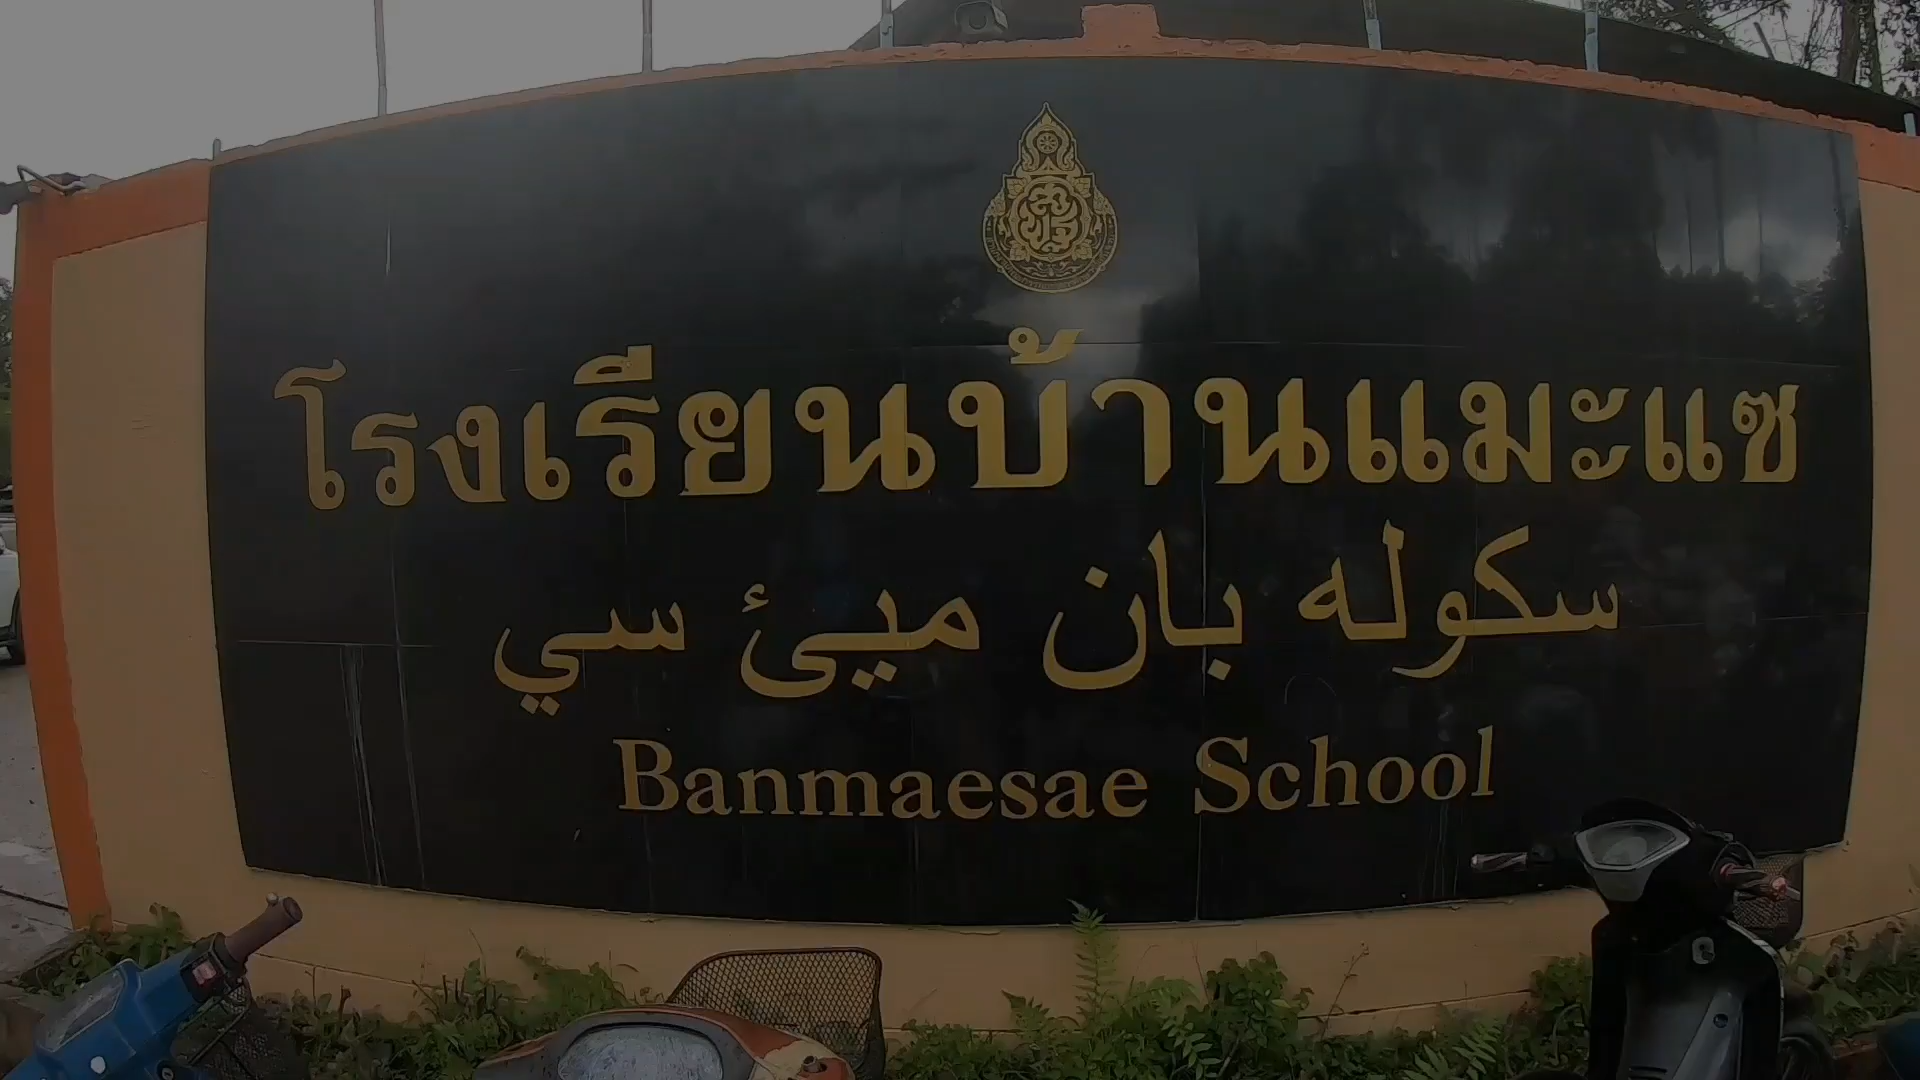 โรงเรียนบ้านแมะแซ
سكوله بان ميئ سي
Banmaesae School